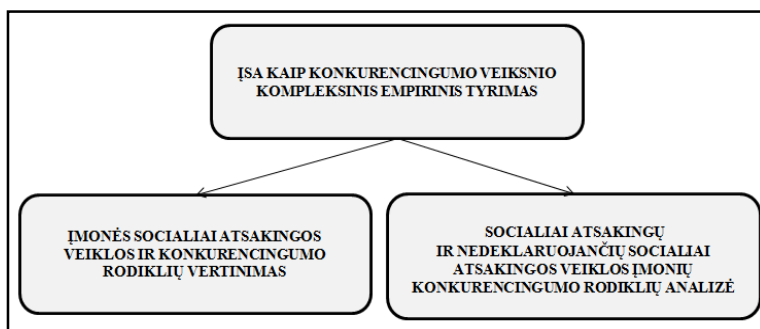 ĮSA KAIP KONKURENCINGUMO VEIKSNIO
KOMPLEKSINIS EMPIRINIS TYRIMAS
ĮMONĖS SOCIALIAI ATSAKINGOS
VEIKLOS IR KONKURENCINGUMO
RODIKLIŲ VERTINIMAS
SOCIALIAI ATSAKINGŲ
IR NEDEKLARUOJANČIŲ SOCIALIAI
ATSAKINGOS VEIKLOS ĮMONIŲ
KONKURENCINGUMO RODIKLIŲ ANALIZĖ